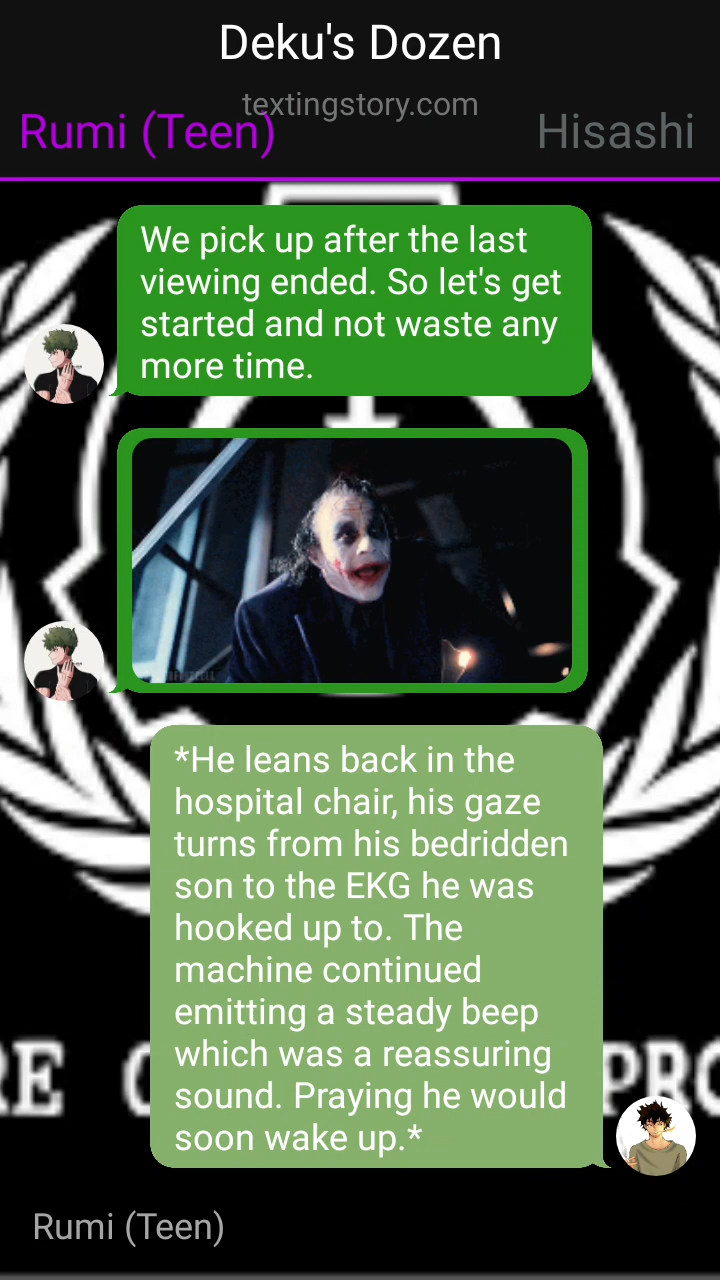 Deku's Dozen
textingstory.com
Rumi (Teen)
Hisashi
We pick up after the last
viewing ended. So let's get
started and not waste any
more time.
*He leans back in the
hospital chair, his gaze
turns from his bedridden
son to the EKG he was
hooked up to. The
machine continued
emitting a steady beep
which was a reassuring
sound. Praying he would
soon wake up.*
RE C PRO
Rumi (Teen)